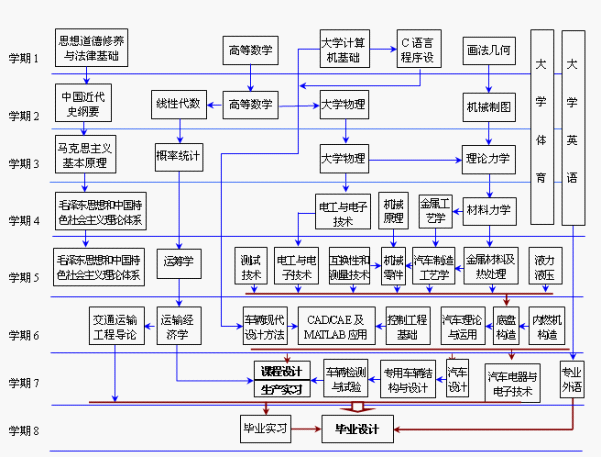 学期 1
思想道德修养
与法律基础
高等数学
大学计算
机基础
C 语言
程序设
画法几何
大学体育
大学英语
学期 2
中国近代
史纲要
线性代数
高等数学
大学物理
机械制图
学期 3
马克思主义
基本原理
概率统计
大学物理
理论力学
学期 4
毛泽东思想和中国特
色社会主义理论体系
电工与电子
技术
机械
原理
金属工
艺学
材料力学
学期 5
毛泽东思想和中国特
色社会主义理论体系
运筹学
测试
技术
电工与电
子技术
互换性和
测量技术
机械
零件
汽车制造
工艺学
金属材料及
热处理
液力
液压
学期 6
交通运输
工程导论
运输经
济学
车辆现代
设计方法
CADCAE 及
MATLAB 应用
控制工程
基础
汽车理论
与运用
底盘
构造
内燃机
构造
学期 7
课程设计
生产实习
车辆检测
与试验
专用车辆结
构与设计
汽车
设计
汽车电器与
电子技术
专业
外语
学期 8
毕业实习
毕业设计